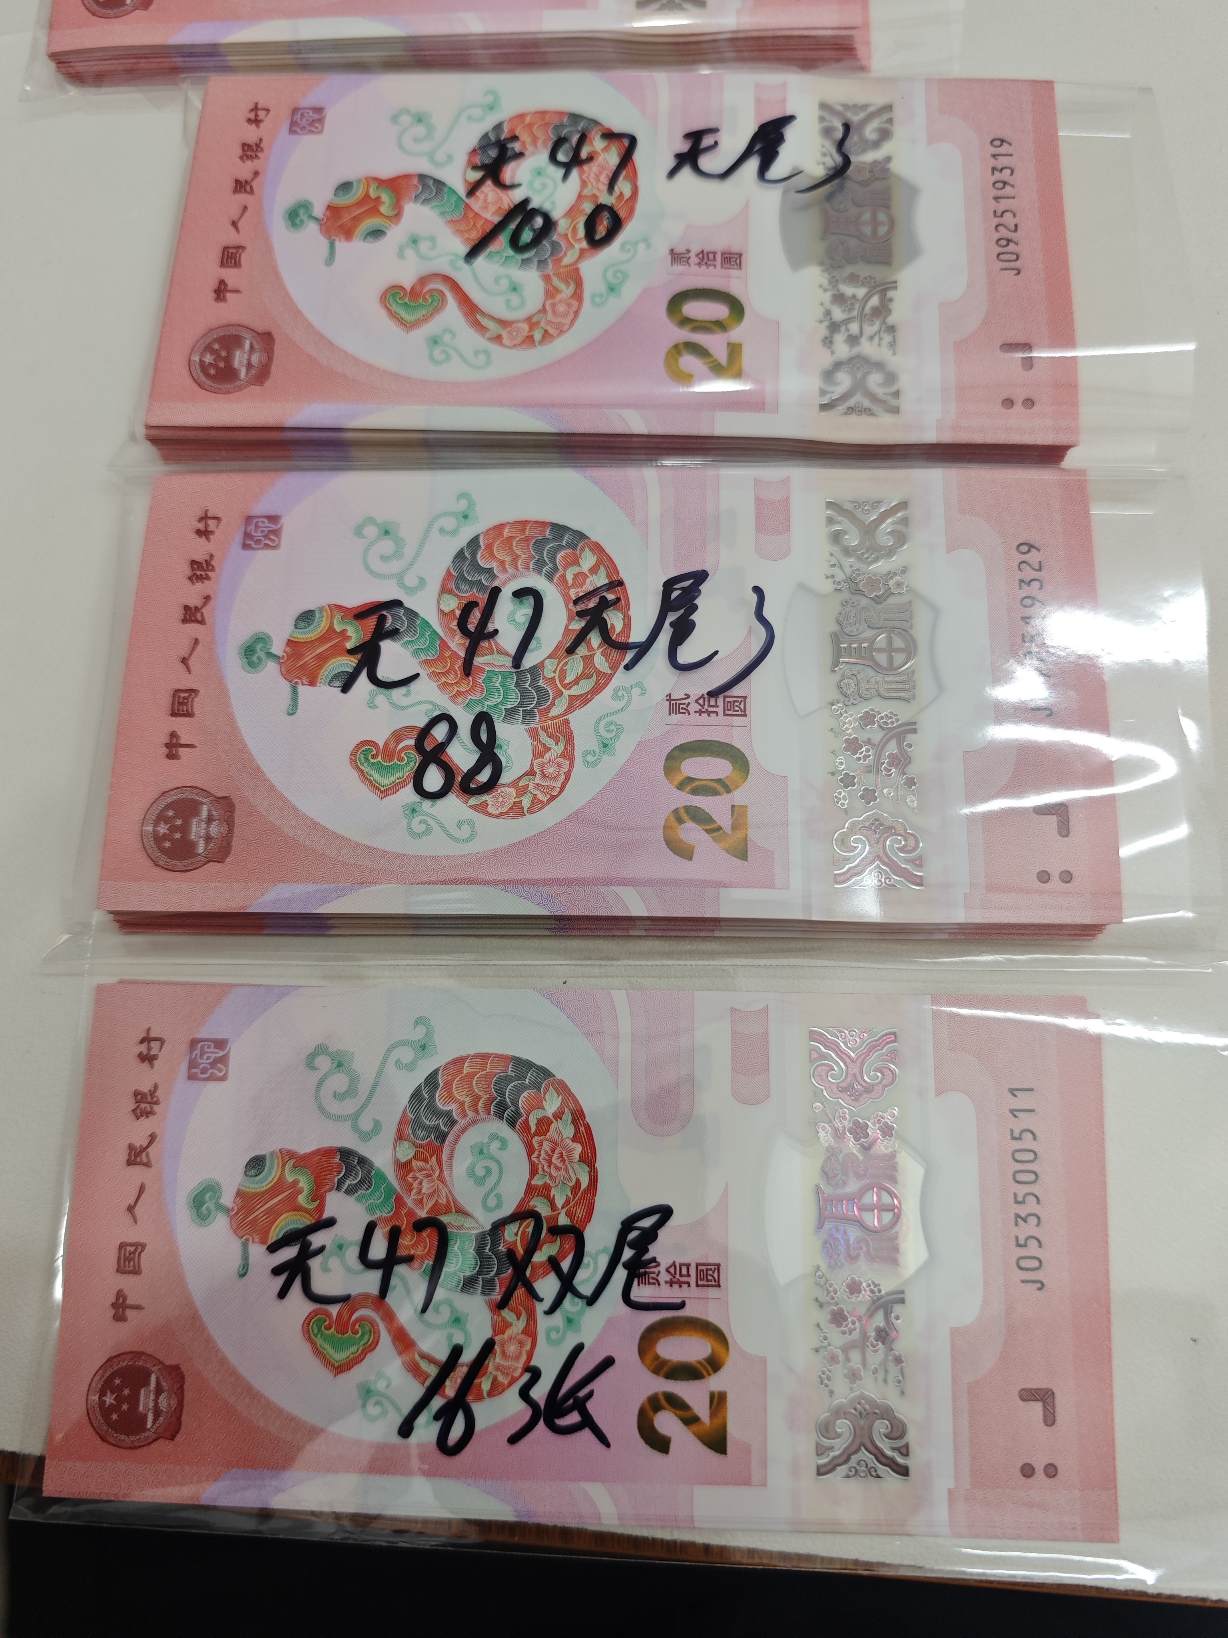 中国人民银行
无47 无尾3
100
贰拾圆
20
J092519319
中国人民银行
无47无尾3
88
贰拾圆
20
19329
中国人民银行
无47双尾
16张
贰拾圆
20
J053500511